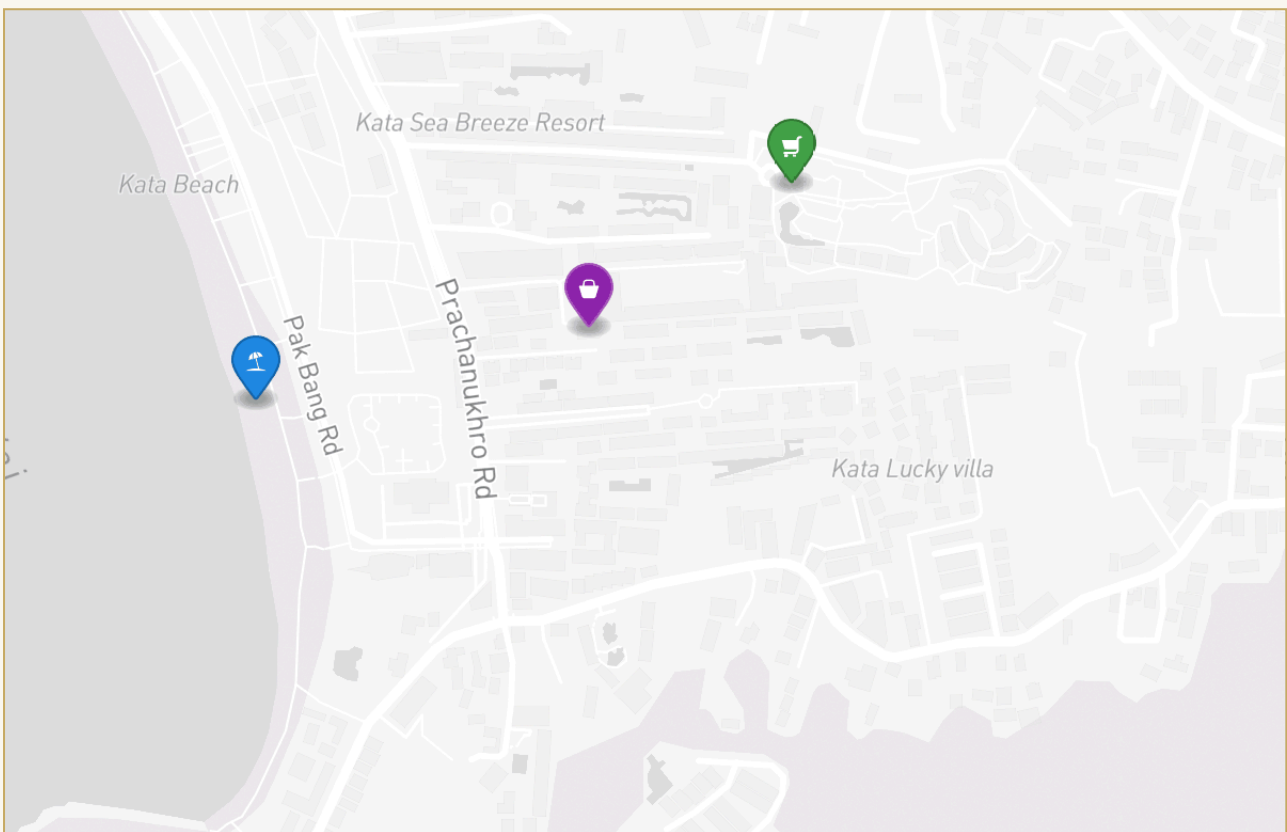 Kata Sea Breeze Resort
Kata Beach
Pak Bang Rd
Prachanukhro Rd
Kata Lucky villa